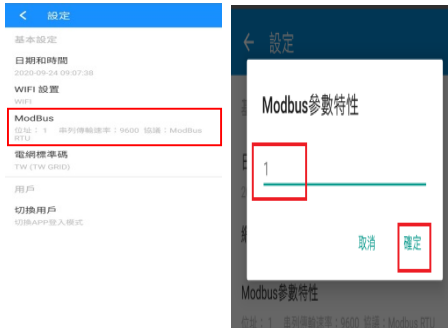 設定
基本設定
日期和時間
2020-09-24 09:07:38
WIFI 設置
WIFI
ModBus
位址： 1 串列傳輸速率：9600 協議：ModBus
RTU
電網標準碼
TW (TW GRID)
用戶
切換用戶
切換APP登入模式
設定
Modbus參數特性
1
取消
確定
Modbus參數特性
位址： 1 串列傳輸速率：9600 協議：Modbus RTU